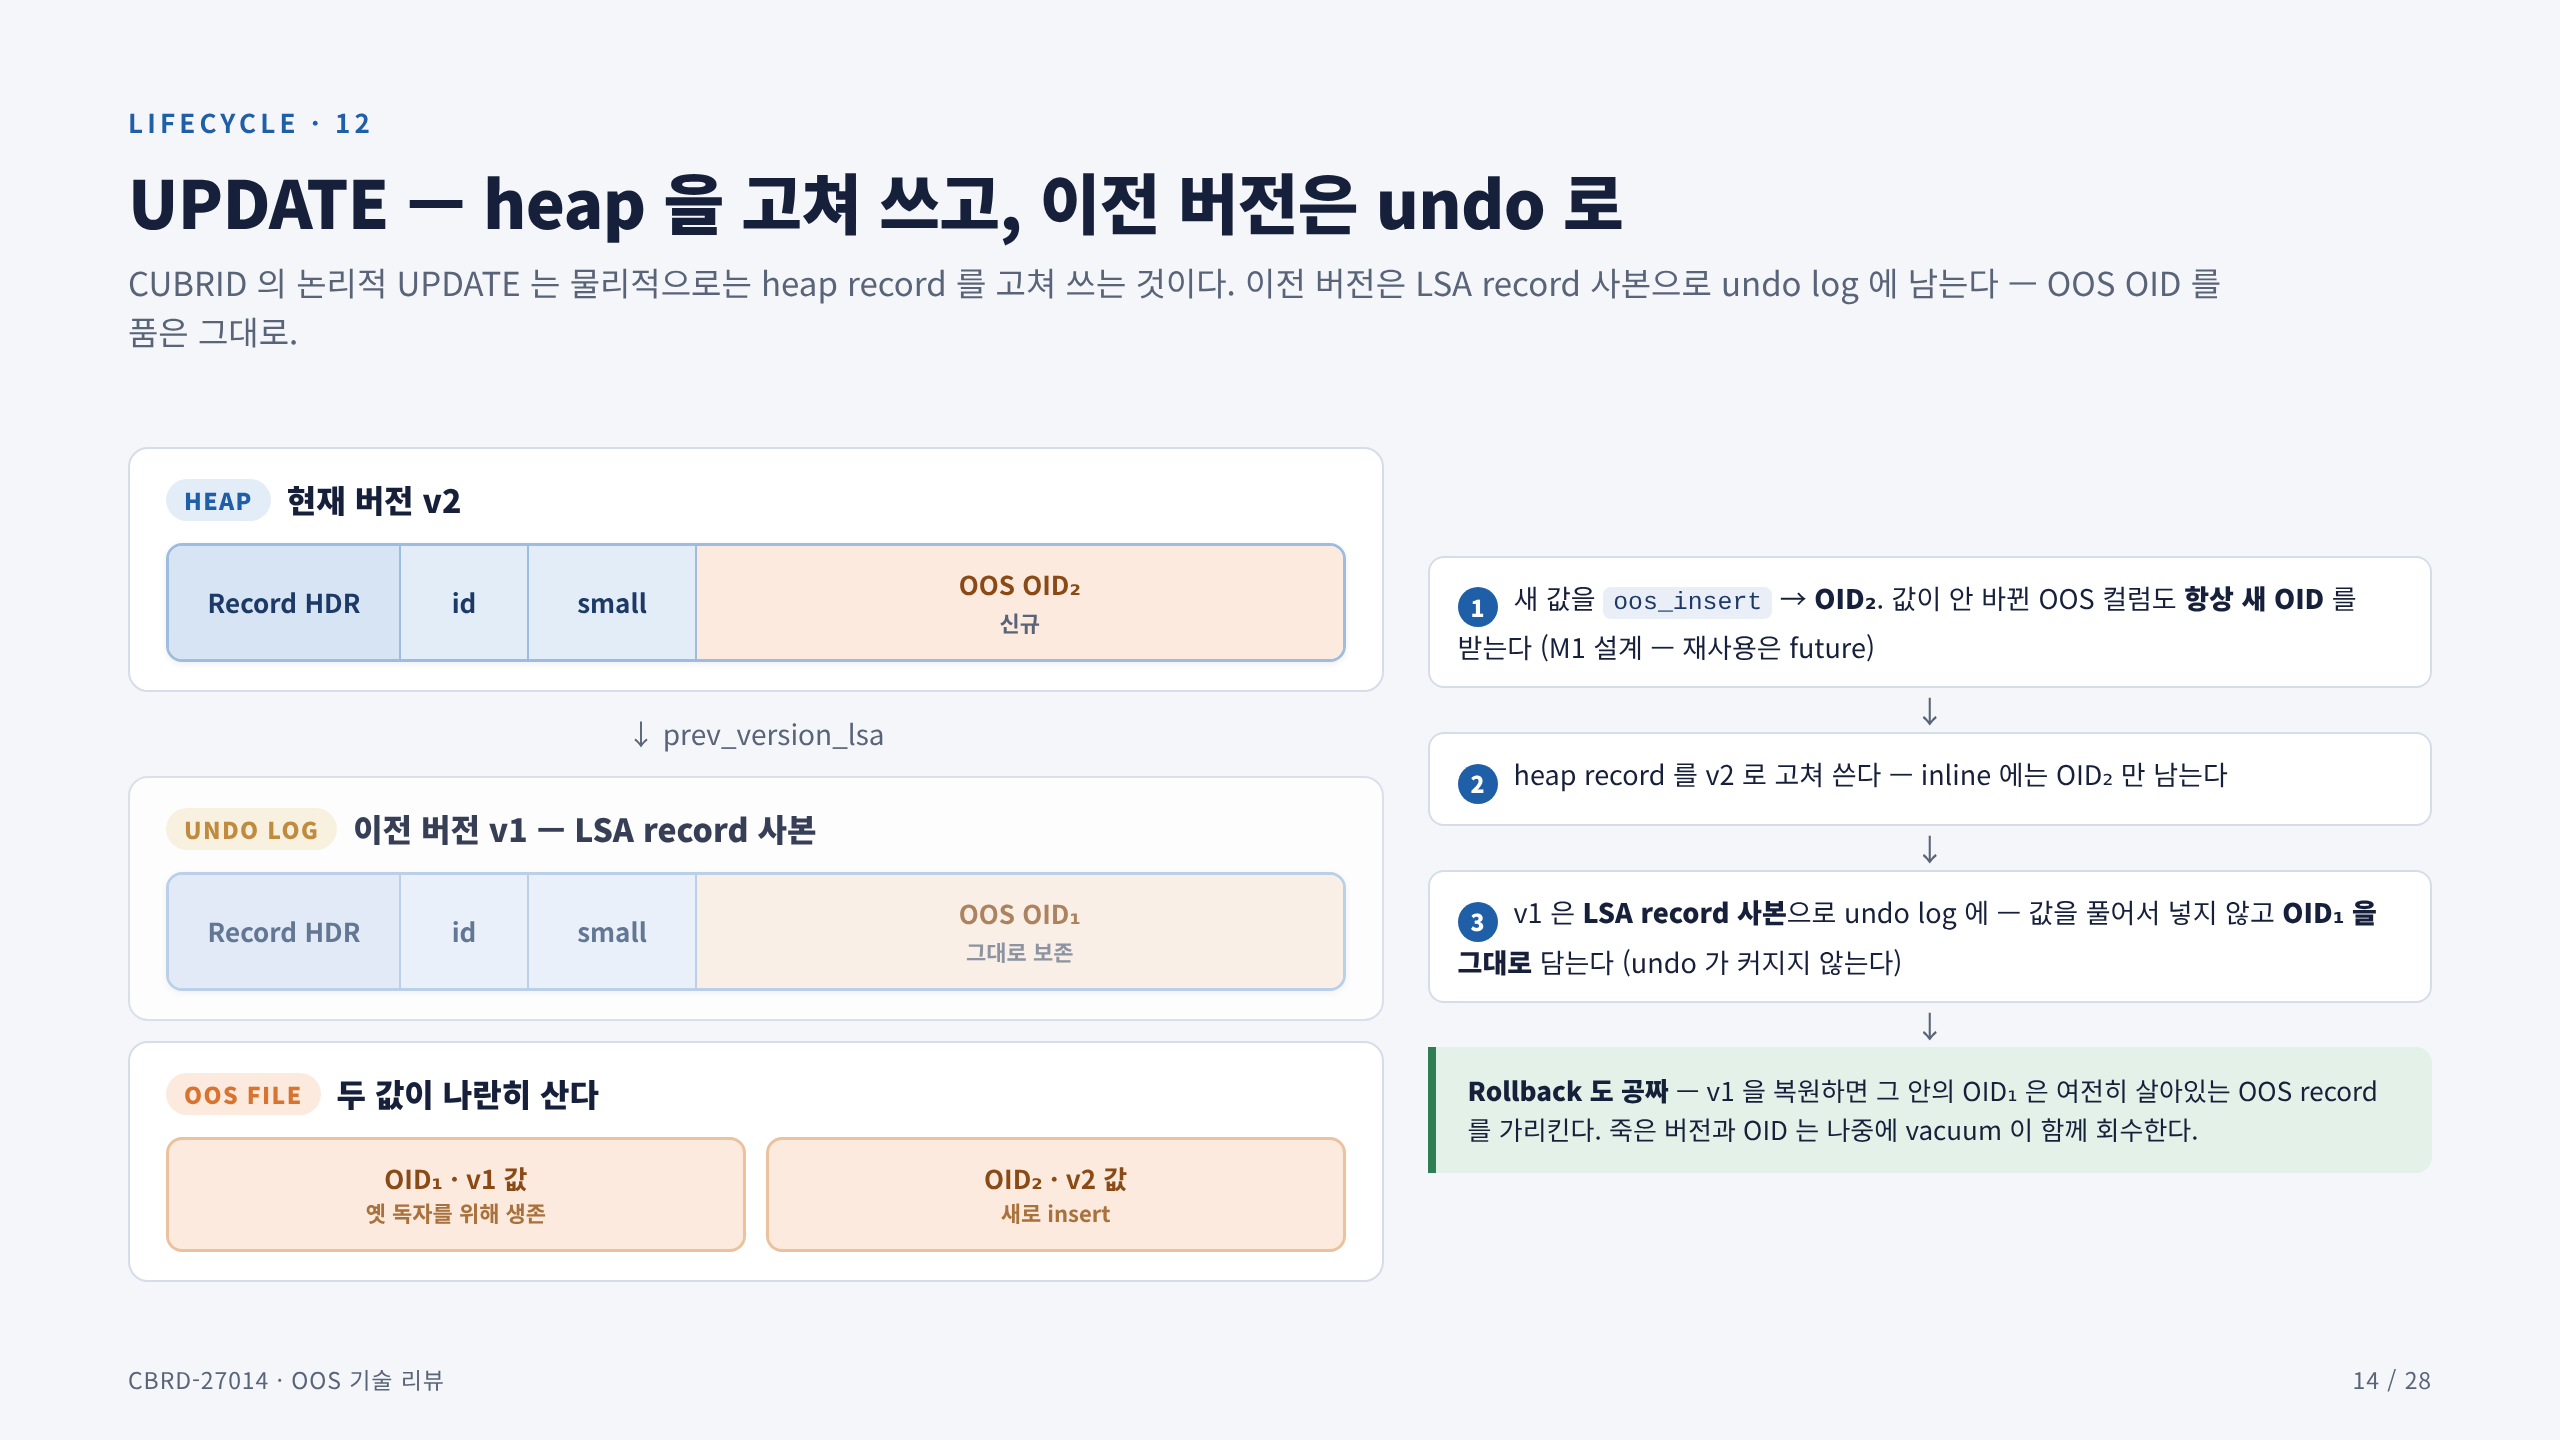 LIFECYCLE · 12
UPDATE — heap 을 고쳐 쓰고, 이전 버전은 undo 로
CUBRID 의 논리적 UPDATE 는 물리적으로는 heap record 를 고쳐 쓰는 것이다. 이전 버전은 LSA record 사본으로 undo log 에 남는다 — OOS OID 를
품은 그대로.
HEAP 현재 버전 v2
Record HDR id small OOS OID₂
신규
↓ prev_version_lsa
UNDO LOG 이전 버전 v1 — LSA record 사본
Record HDR id small OOS OID₁
그대로 보존
OOS FILE 두 값이 나란히 산다
OID₁ · v1 값
옛 독자를 위해 생존
OID₂ · v2 값
새로 insert
1 새 값을 oos_insert → OID₂. 값이 안 바뀐 OOS 컬럼도 항상 새 OID 를
받는다 (M1 설계 — 재사용은 future)
↓
2 heap record 를 v2 로 고쳐 쓴다 — inline 에는 OID₂ 만 남는다
↓
3 v1 은 LSA record 사본으로 undo log 에 — 값을 풀어서 넣지 않고 OID₁ 을
그대로 담는다 (undo 가 커지지 않는다)
↓
Rollback 도 공짜 — v1 을 복원하면 그 안의 OID₁ 은 여전히 살아있는 OOS record
를 가리킨다. 죽은 버전과 OID 는 나중에 vacuum 이 함께 회수한다.
CBRD-27014 · OOS 기술 리뷰
14 / 28